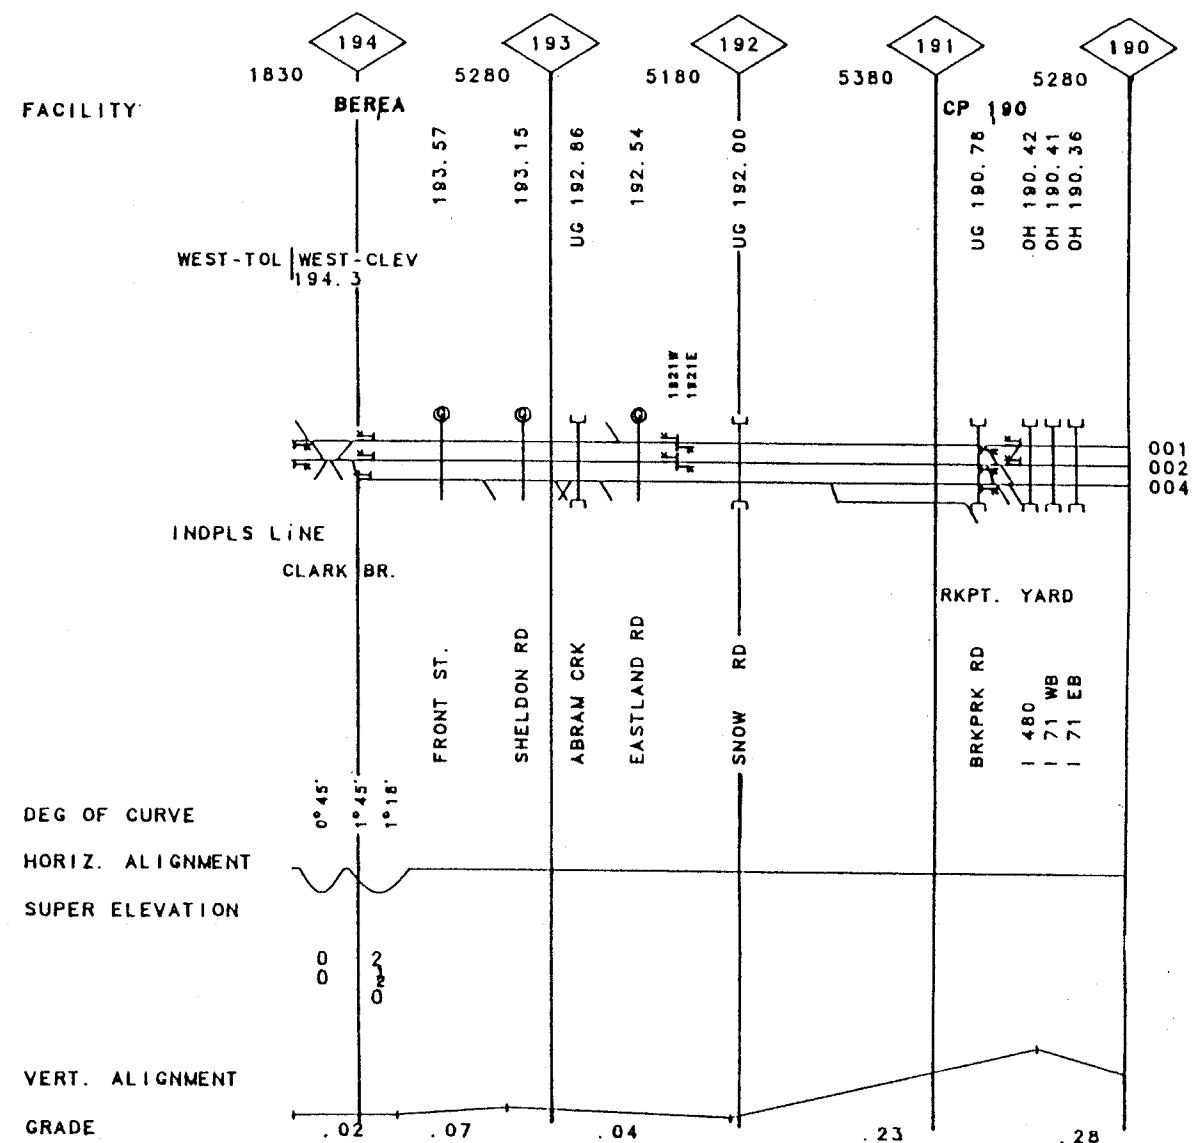 194 193 192 191 190
1830 5280 5180 5380 5280
FACILITY
BEREA
CP 190
193.57
193.15
UG 192.86
192.54
UG 192.00
UG 190.78
OH 190.42
OH 190.41
OH 190.36
WEST-TOL WEST-CLEV
194.3
1921W
1921E
G G G
001
002
004
INDPLS LINE
CLARK BR.
RKPT. YARD
FRONT ST.
SHELDON RD
ABRAM CRK
EASTLAND RD
SNOW RD
BRKPRK RD
I 480
I 71 WB
I 71 EB
DEG OF CURVE
0°45'
1°45'
1°18'
HORIZ. ALIGNMENT
SUPER ELEVATION
0 2
0 1/2
0
VERT. ALIGNMENT
GRADE .02 .07 .04 .23 .28